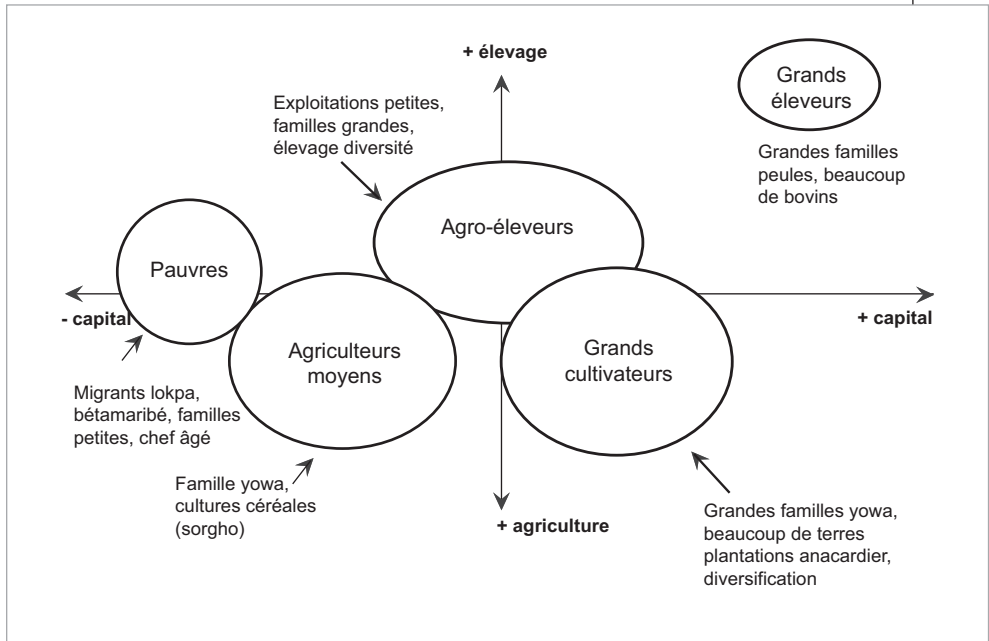 + élevage
Grands
éleveurs
Exploitations petites,
familles grandes,
élevage diversité
Grandes familles
peules, beaucoup
de bovins
Agro-éleveurs
Pauvres
- capital
+ capital
Agriculteurs
moyens
Grands
cultivateurs
Migrants lokpa,
bétamaribé, familles
petites, chef âgé
Famille yowa,
cultures céréales
(sorgho)
+ agriculture
Grandes familles yowa,
beaucoup de terres
plantations anacardier,
diversification